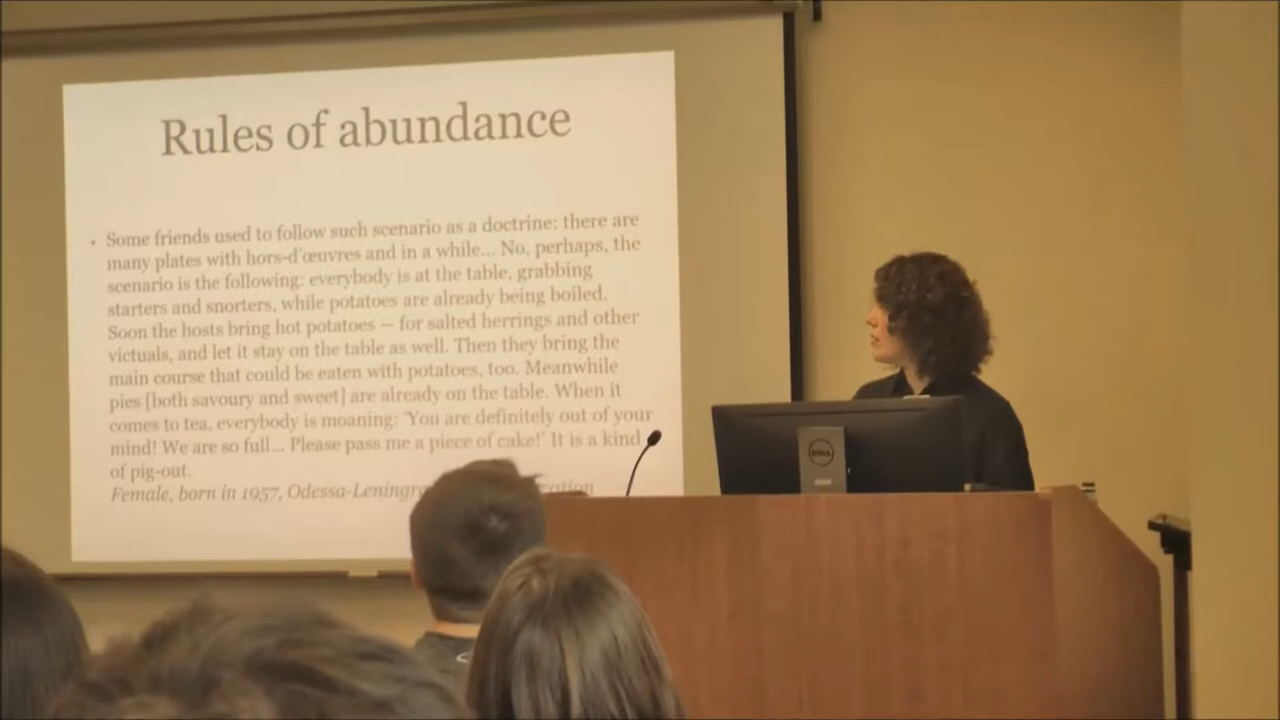 Rules of abundance
• Some friends used to follow such scenario as a doctrine: there are
many plates with hors-d'œuvres and in a while... No, perhaps, the
scenario is the following: everybody is at the table, grabbing
starters and snorters, while potatoes are already being boiled.
Soon the hosts bring hot potatoes – for salted herrings and other
victuals, and let it stay on the table as well. Then they bring the
main course that could be eaten with potatoes, too. Meanwhile
pies [both savoury and sweet] are already on the table. When it
comes to tea, everybody is moaning: 'You are definitely out of your
mind! We are so full... Please pass me a piece of cake!' It is a kind
of pig-out.
Female, born in 1957,
DELL